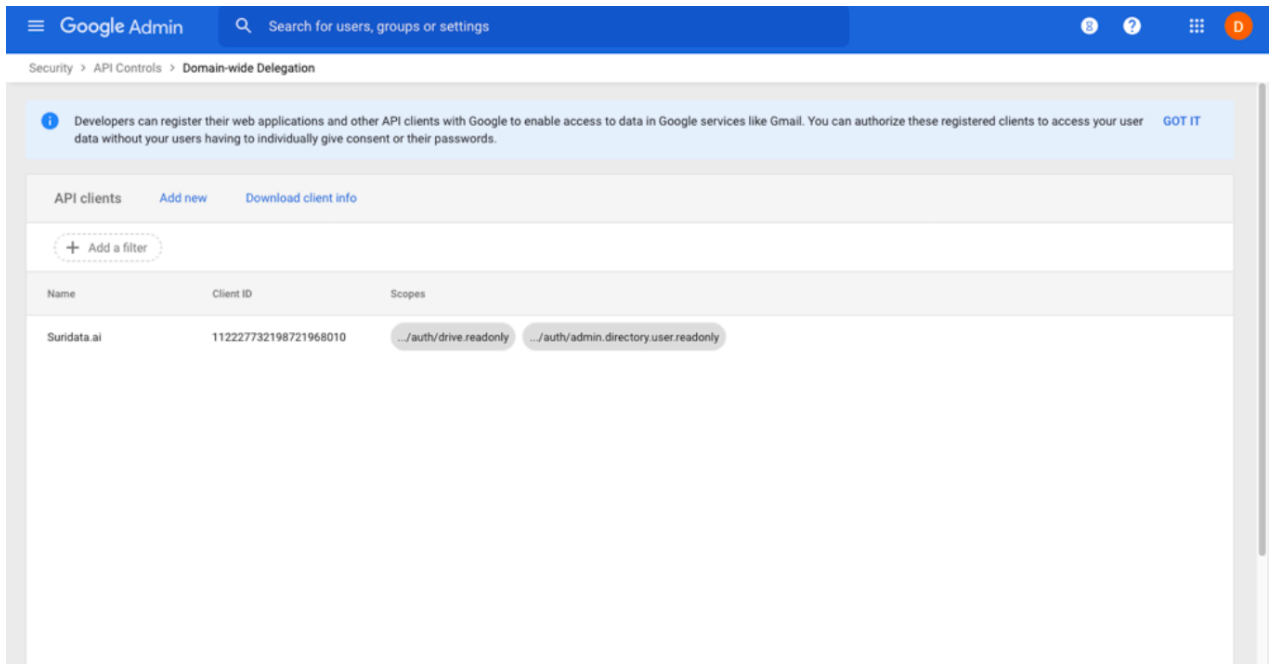 Google Admin
Search for users, groups or settings
8
?
D
Security > API Controls > Domain-wide Delegation
Developers can register their web applications and other API clients with Google to enable access to data in Google services like Gmail. You can authorize these registered clients to access your user
data without your users having to individually give consent or their passwords.
GOT IT
API clients
Add new
Download client info
+ Add a filter
Name
Client ID
Scopes
Suridata.ai
112227732198721968010
.../auth/drive.readonly
.../auth/admin.directory.user.readonly